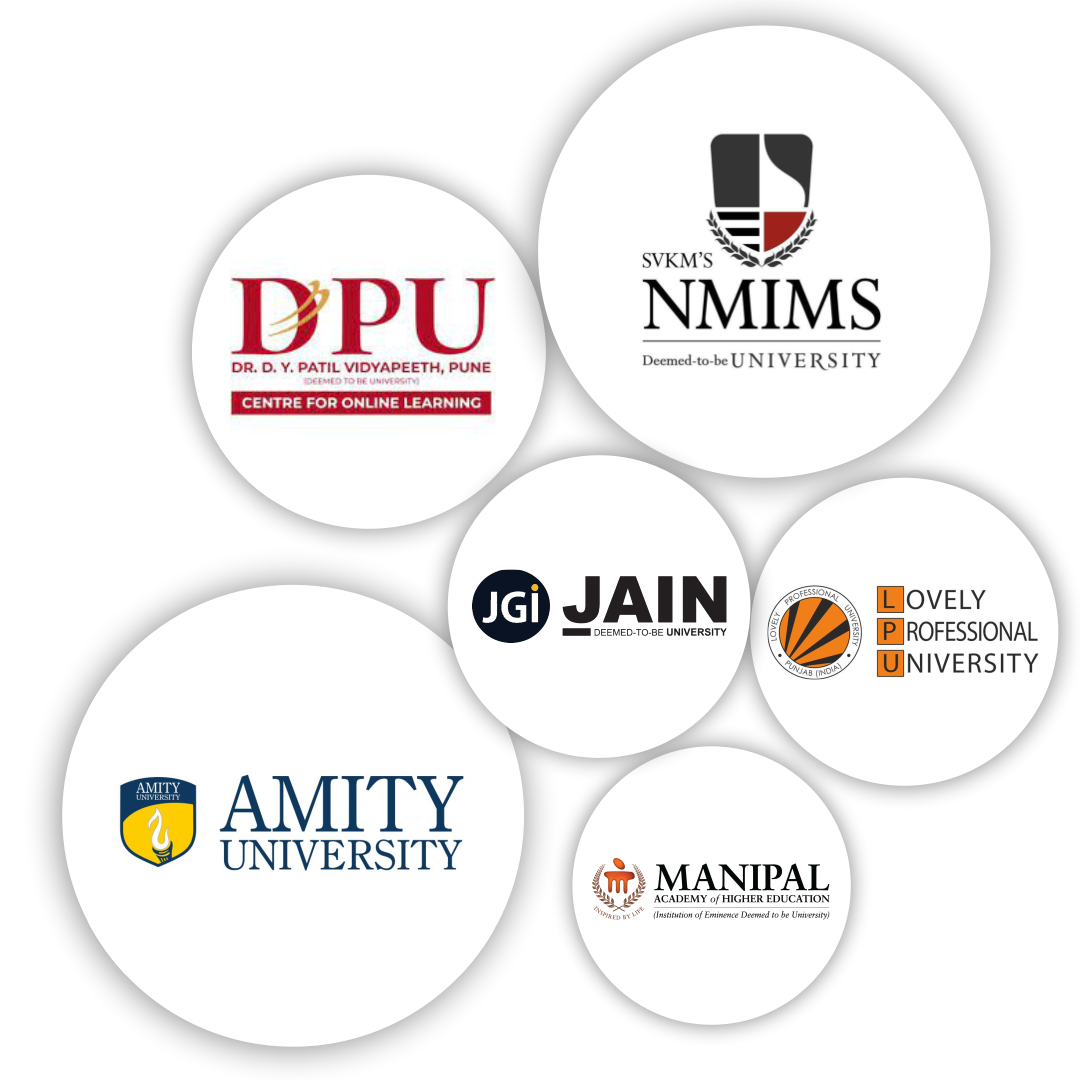 SVKM'S
NMIMS
Deemed-to-be UNIVERSITY
DPU
DR. D. Y. PATIL VIDYAPEETH, PUNE
(DEEMED TO BE UNIVERSITY)
CENTRE FOR ONLINE LEARNING
JGi JAIN
DEEMED-TO-BE UNIVERSITY
LOVELY PROFESSIONAL UNIVERSITY
• PUNJAB (INDIA) •
LOVELY
PROFESSIONAL
UNIVERSITY
AMITY
UNIVERSITY
AMITY
UNIVERSITY
INSPIRED BY LIFE
MANIPAL
ACADEMY of HIGHER EDUCATION
(Institution of Eminence Deemed to be University)